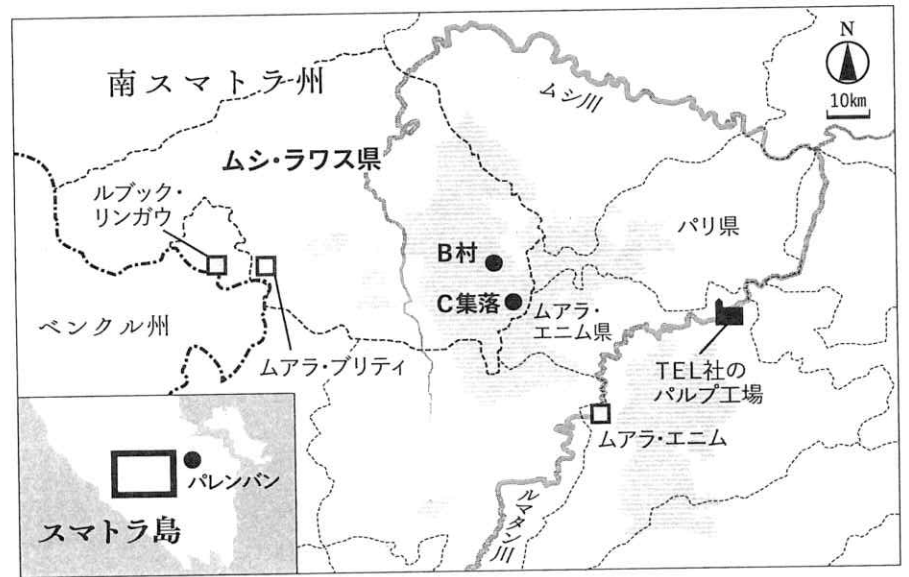 南スマトラ州
ムシ川
N
10km
ムシ・ラワス県
ルブック・
リンガウ
B村
パリ県
C集落
ムアラ・
エニム県
ベンクル州
ムアラ・ブリティ
TEL社の
パルプ工場
ムアラ・エニム
パレンバン
スマトラ島
ルマタン川